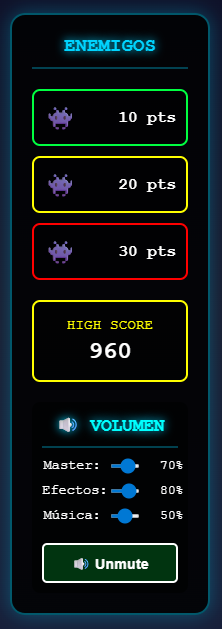 ENEMIGOS
10 pts
20 pts
30 pts
HIGH SCORE
960
VOLUMEN
Master: 70%
Efectos: 80%
Música: 50%
Unmute